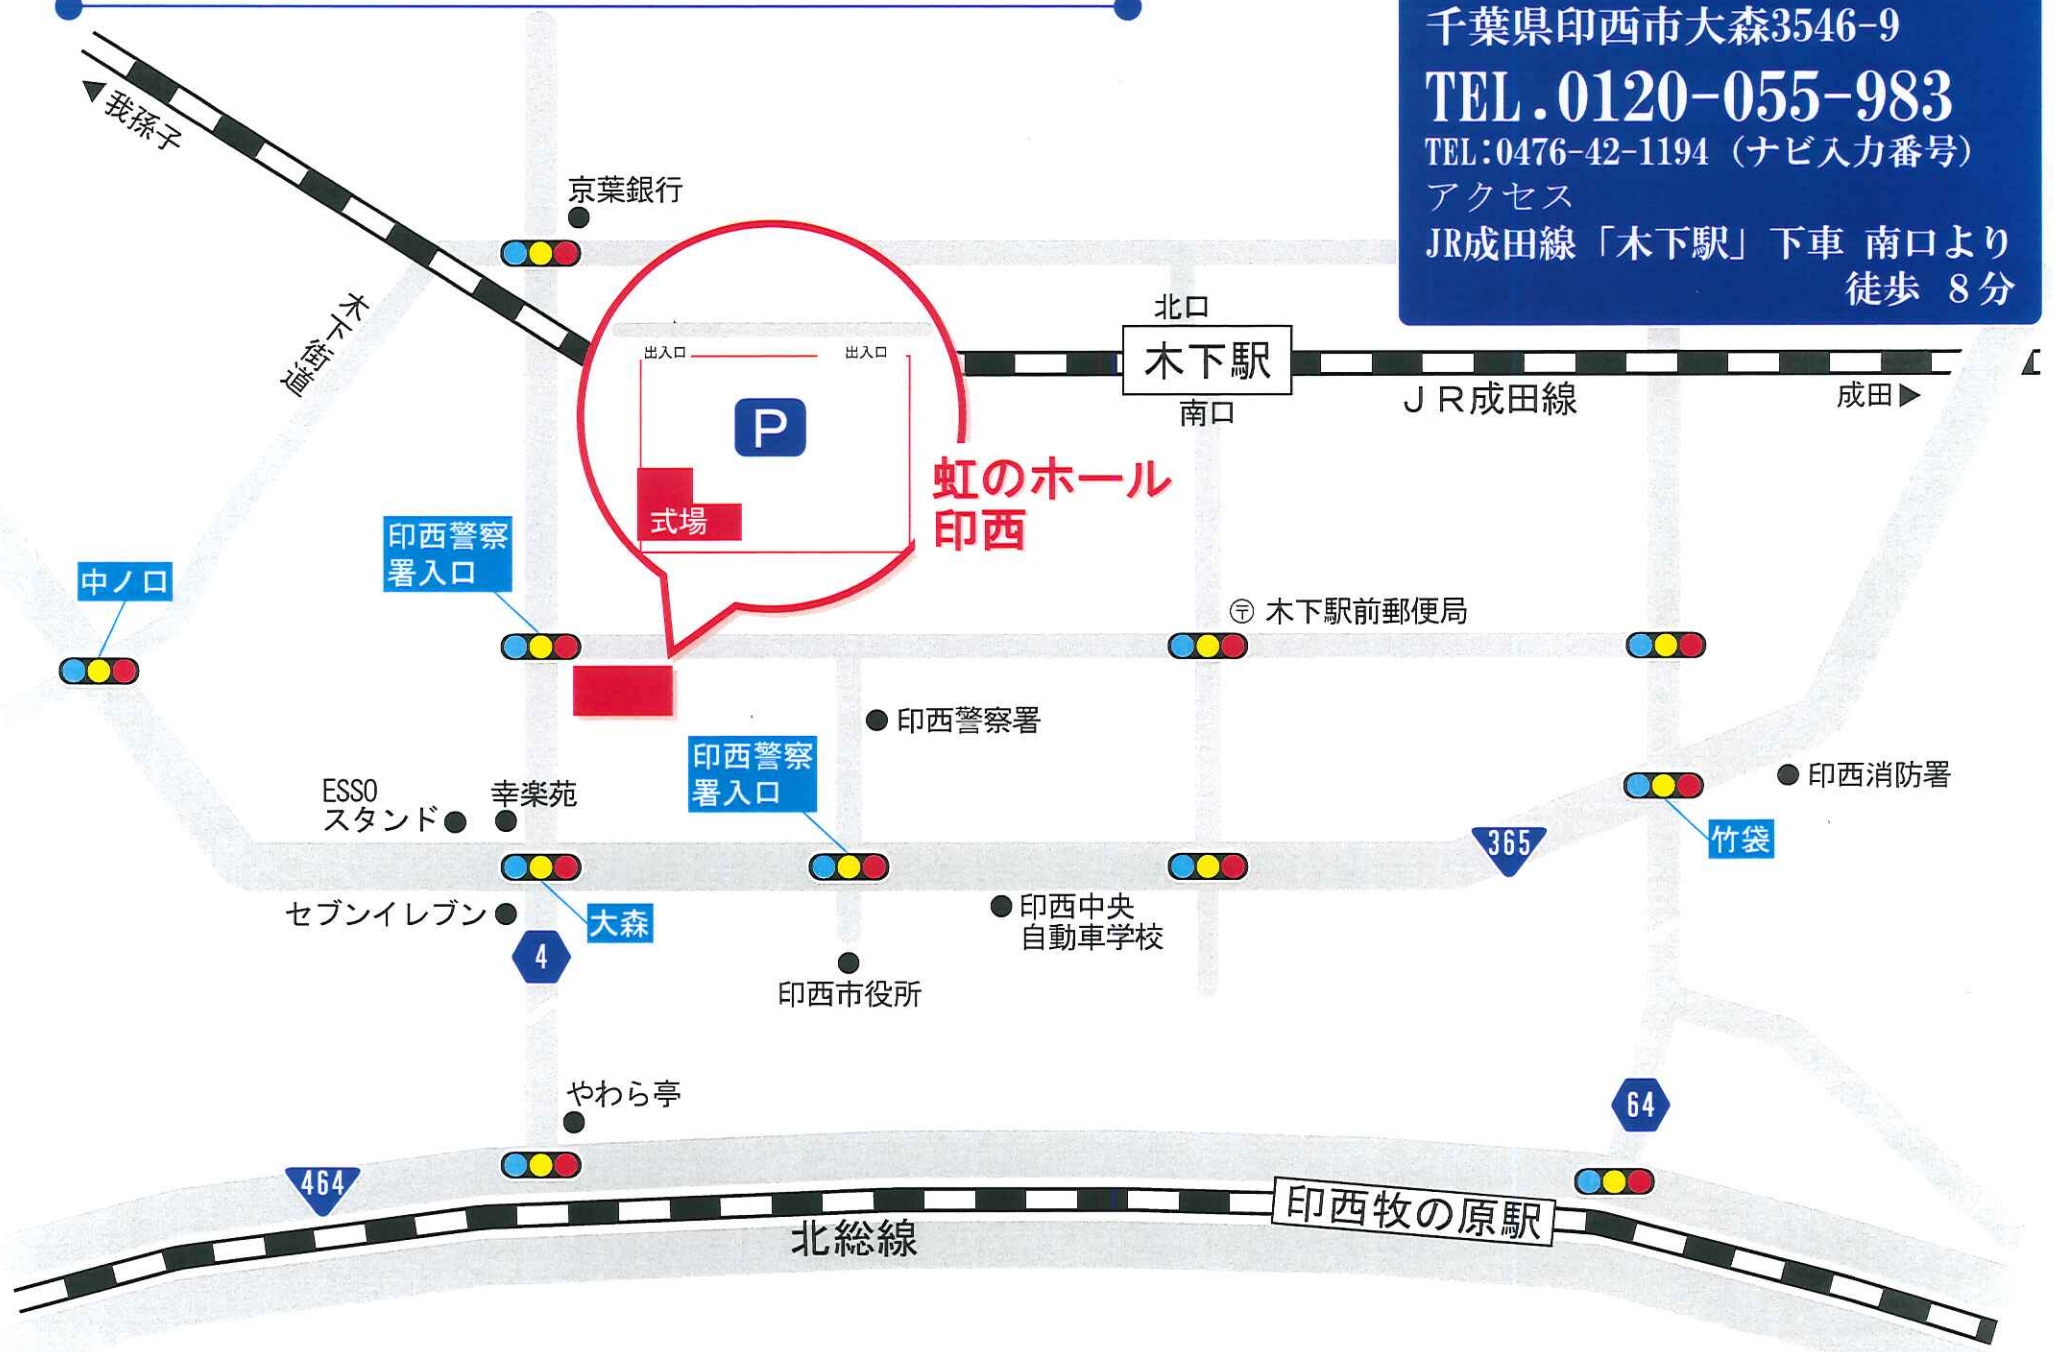 千葉県印西市大森3546-9
TEL.0120-055-983
TEL:0476-42-1194（ナビ入力番号）
アクセス
JR成田線「木下駅」下車 南口より
徒歩 8分
◀我孫子
京葉銀行
木下街道
北口
木下駅
南口
JR成田線
成田▶
出入口
出入口
P
式場
虹のホール
印西
印西警察
署入口
中ノ口
〒 木下駅前郵便局
印西警察署
印西警察
署入口
ESSO
スタンド
幸楽苑
印西消防署
365
竹袋
セブンイレブン
大森
4
印西中央
自動車学校
印西市役所
やわら亭
64
464
北総線
印西牧の原駅